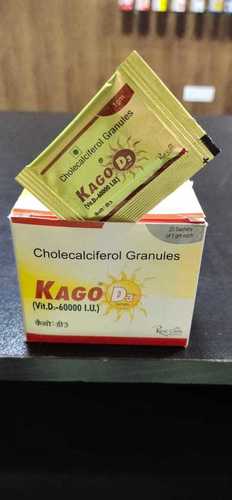 1gm
Cholecalciferol Granules
KAGO D3
(Vit.D3-60000 I.U.)
20 Sachets
of 1 gm each
Cholecalciferol Granules
KAGO D3
(Vit.D3-60000 I.U.)
कैगो डी3